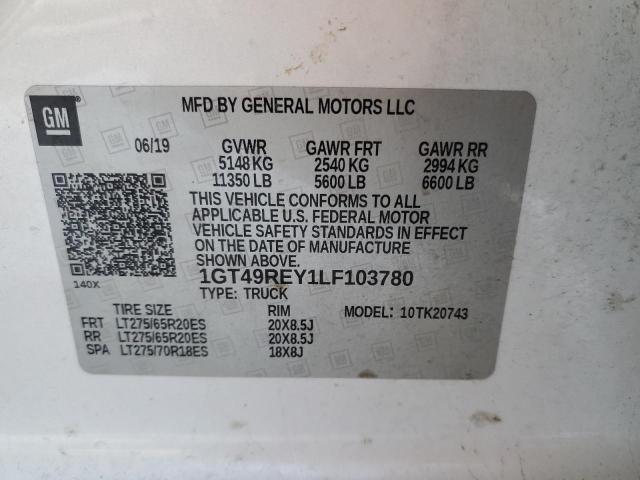 GM
MFD BY GENERAL MOTORS LLC
06/19 GVWR GAWR FRT GAWR RR
5148 KG 2540 KG 2994 KG
11350 LB 5600 LB 6600 LB
THIS VEHICLE CONFORMS TO ALL
APPLICABLE U.S. FEDERAL MOTOR
VEHICLE SAFETY STANDARDS IN EFFECT
ON THE DATE OF MANUFACTURE
SHOWN ABOVE.
140X
1GT49REY1LF103780
TYPE: TRUCK
TIRE SIZE RIM MODEL: 10TK20743
FRT LT275/65R20ES 20X8.5J
RR LT275/65R20ES 20X8.5J
SPA LT275/70R18ES 18X8J